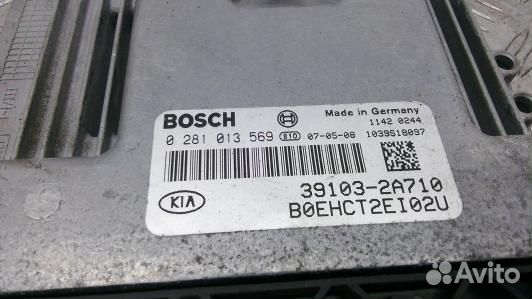 BOSCH
Made in Germany
1142 0244
0 281 013 569 810 07-05-08 1039S18097
39103-2A710
KIA
B0EHCT2EI02U
Avito